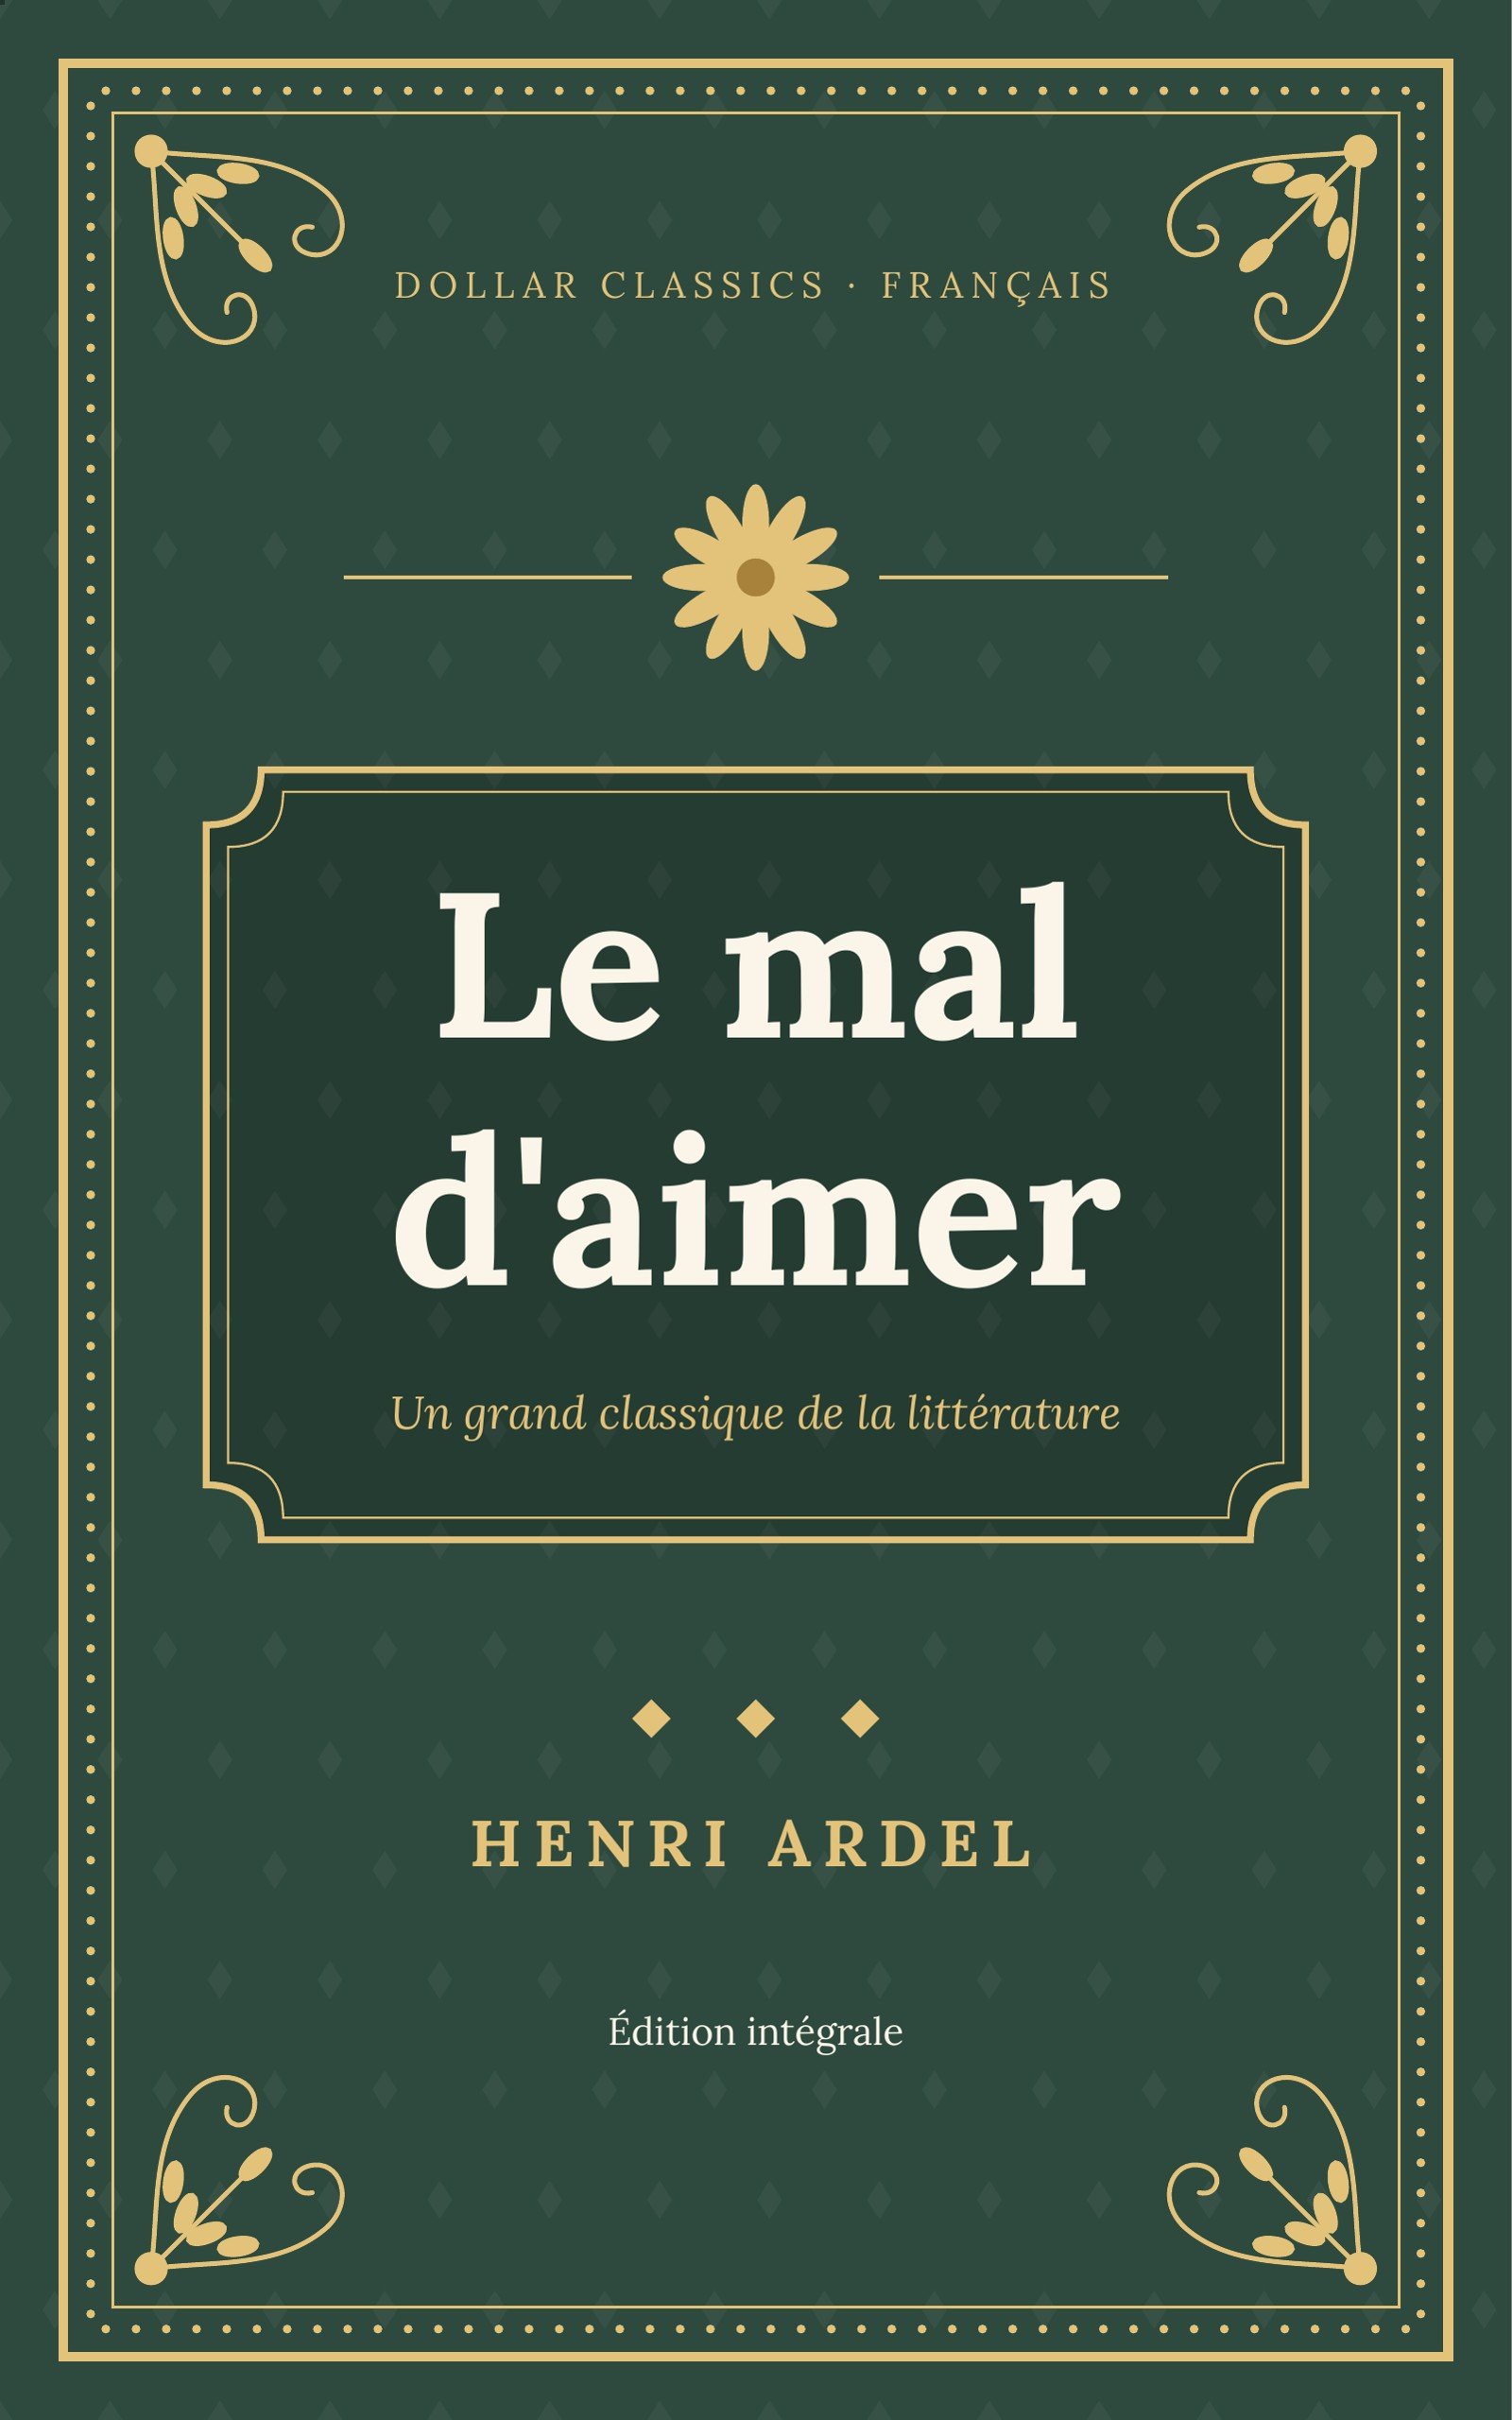 DOLLAR CLASSICS · FRANÇAIS
Le mal
d'aimer
Un grand classique de la littérature
HENRI ARDEL
Édition intégrale